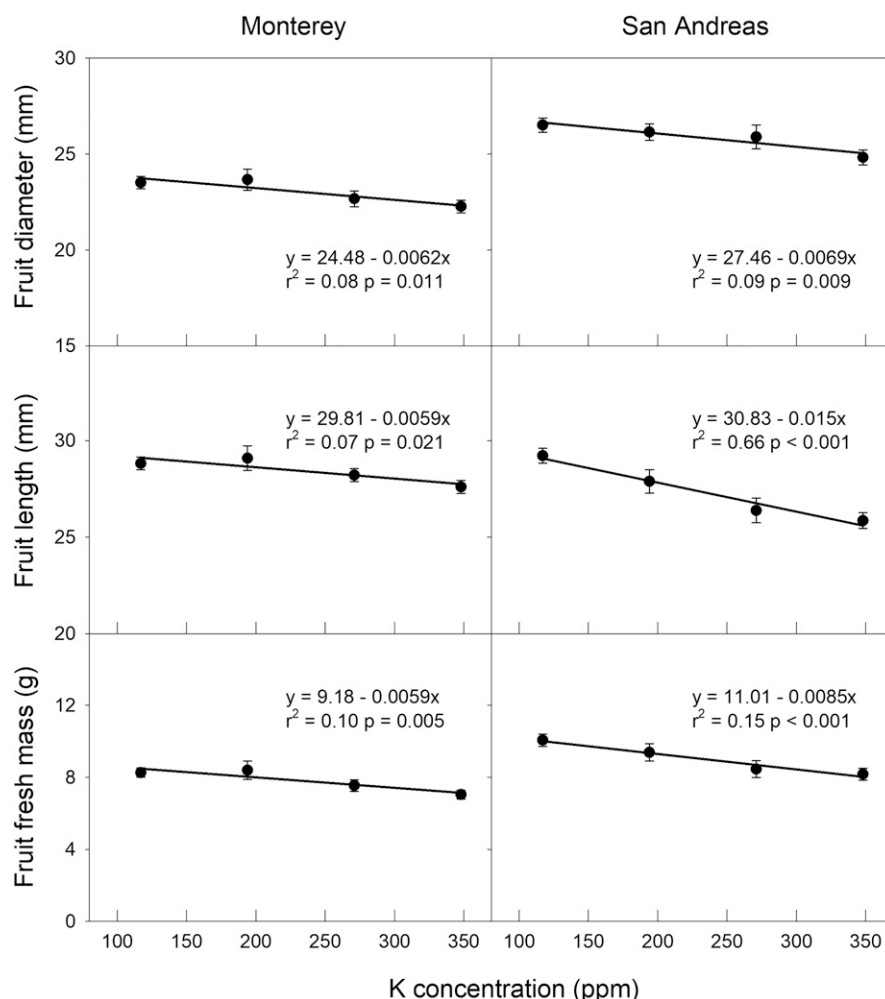 Monterey
San Andreas
Fruit diameter (mm)
30
25
20
15
y = 24.48 - 0.0062x
r² = 0.08 p = 0.011
y = 27.46 - 0.0069x
r² = 0.09 p = 0.009
Fruit length (mm)
30
25
20
y = 29.81 - 0.0059x
r² = 0.07 p = 0.021
y = 30.83 - 0.015x
r² = 0.66 p < 0.001
Fruit fresh mass (g)
12
8
4
0
y = 9.18 - 0.0059x
r² = 0.10 p = 0.005
y = 11.01 - 0.0085x
r² = 0.15 p < 0.001
100 150 200 250 300 350
100 150 200 250 300 350
K concentration (ppm)